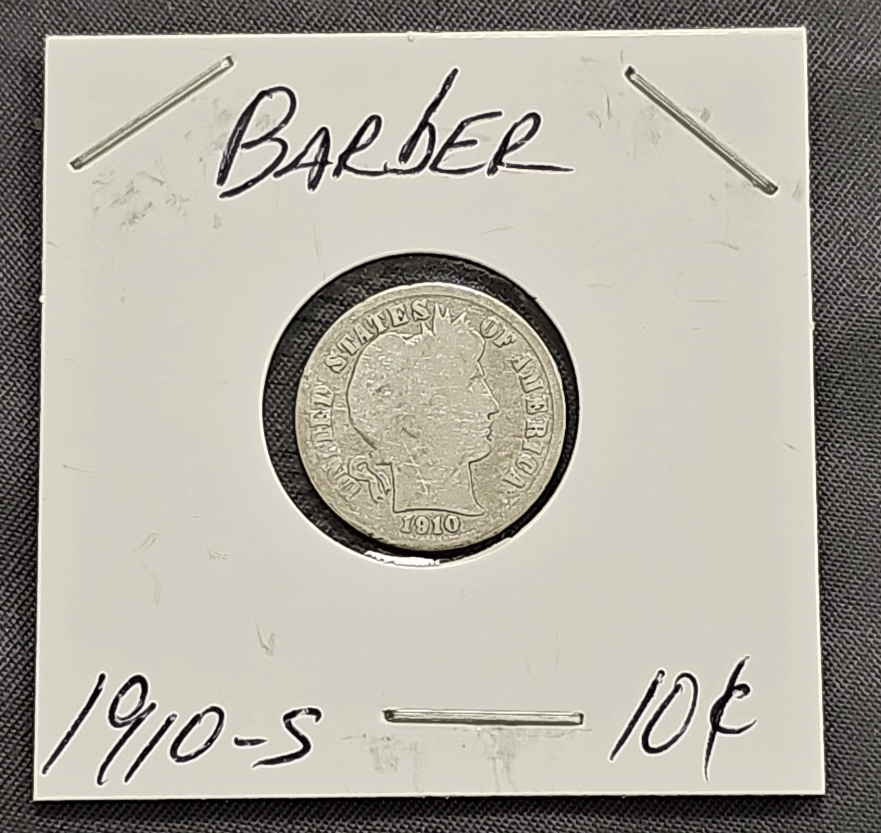 BARbER
UNITED STATES OF AMERICA
1910
1910-S
10¢